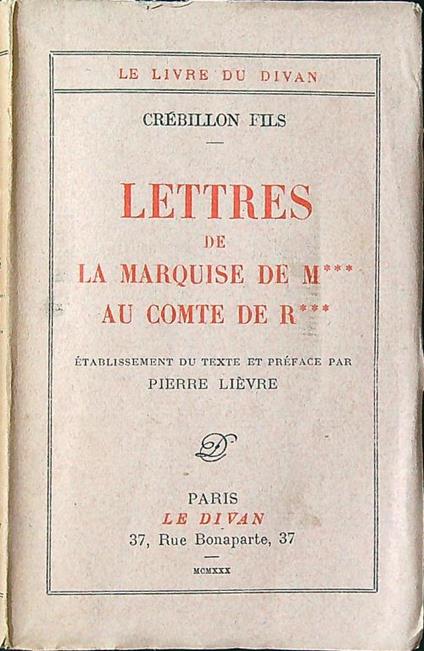 LE LIVRE DU DIVAN
CRÉBILLON FILS
LETTRES
DE
LA MARQUISE DE M***
AU COMTE DE R***
ÉTABLISSEMENT DU TEXTE ET PRÉFACE PAR
PIERRE LIÈVRE
D
PARIS
LE DIVAN
37, Rue Bonaparte, 37
MCMXXX